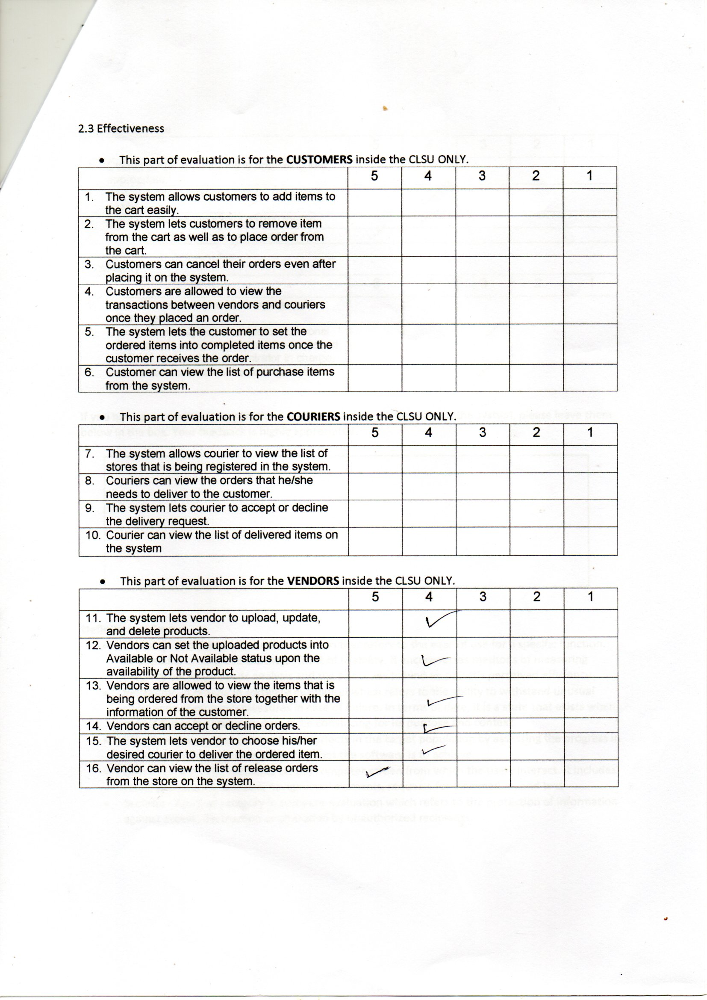 2.3 Effectiveness
• This part of evaluation is for the CUSTOMERS inside the CLSU ONLY.
5 4 3 2 1
1. The system allows customers to add items to
the cart easily.
2. The system lets customers to remove item
from the cart as well as to place order from
the cart.
3. Customers can cancel their orders even after
placing it on the system.
4. Customers are allowed to view the
transactions between vendors and couriers
once they placed an order.
5. The system lets the customer to set the
ordered items into completed items once the
customer receives the order.
6. Customer can view the list of purchase items
from the system.
• This part of evaluation is for the COURIERS inside the CLSU ONLY.
5 4 3 2 1
7. The system allows courier to view the list of
stores that is being registered in the system.
8. Couriers can view the orders that he/she
needs to deliver to the customer.
9. The system lets courier to accept or decline
the delivery request.
10. Courier can view the list of delivered items on
the system
• This part of evaluation is for the VENDORS inside the CLSU ONLY.
5 4 3 2 1
11. The system lets vendor to upload, update,
and delete products.
12. Vendors can set the uploaded products into
Available or Not Available status upon the
availability of the product.
13. Vendors are allowed to view the items that is
being ordered from the store together with the
information of the customer.
14. Vendors can accept or decline orders.
15. The system lets vendor to choose his/her
desired courier to deliver the ordered item.
16. Vendor can view the list of release orders
from the store on the system.